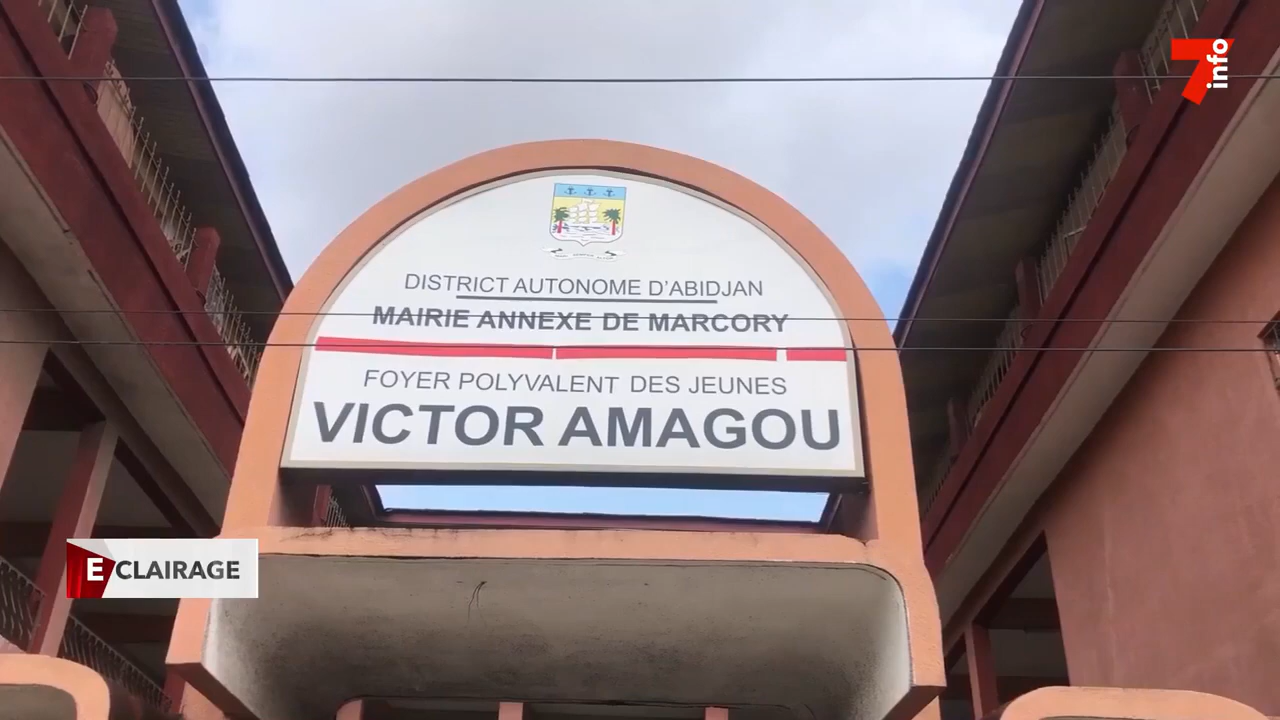 7info
DISTRICT AUTONOME D'ABIDJAN
MAIRIE ANNEXE DE MARCORY
FOYER POLYVALENT DES JEUNES
VICTOR AMAGOU
ECLAIRAGE